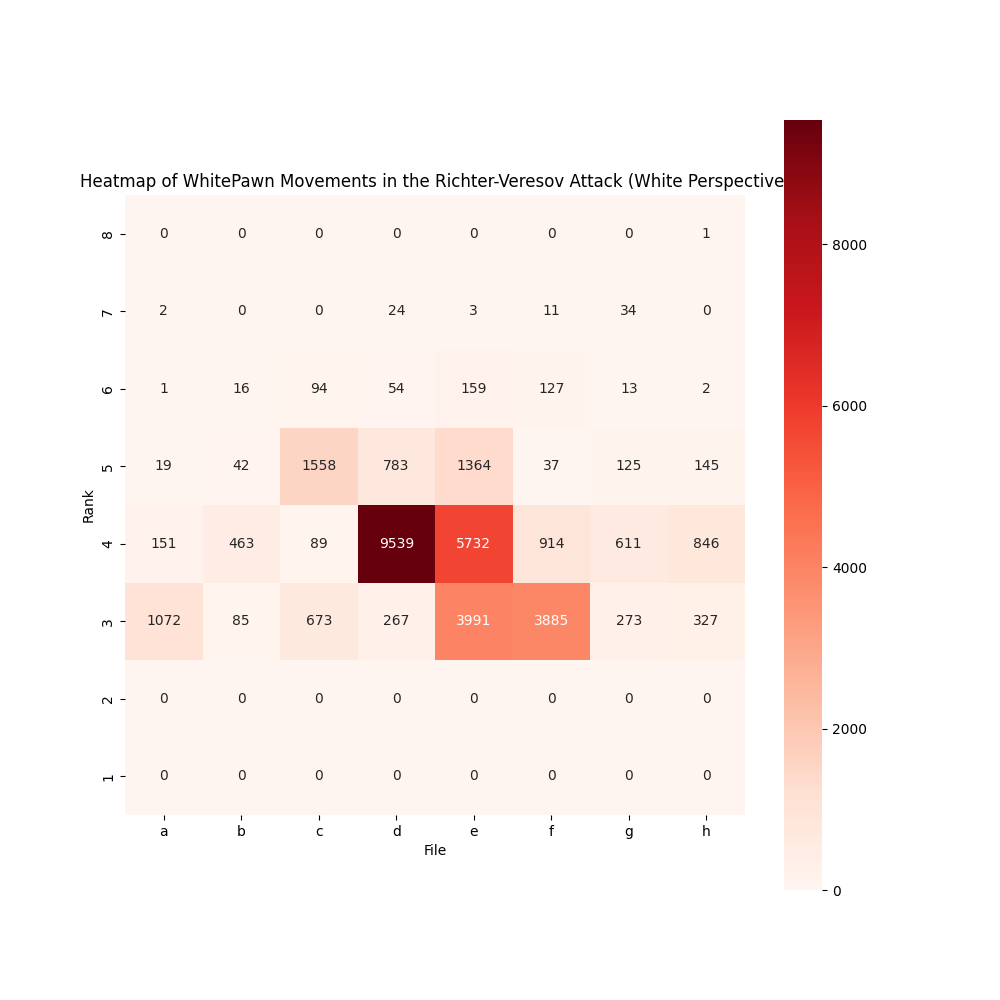 Heatmap of WhitePawn Movements in the Richter-Veresov Attack (White Perspective
8 0 0 0 0 0 0 0 1
7 2 0 0 24 3 11 34 0
6 1 16 94 54 159 127 13 2
5 19 42 1558 783 1364 37 125 145
4 151 463 89 9539 5732 914 611 846
3 1072 85 673 267 3991 3885 273 327
2 0 0 0 0 0 0 0 0
1 0 0 0 0 0 0 0 0
a b c d e f g h
File
Rank
8000
6000
4000
2000
0